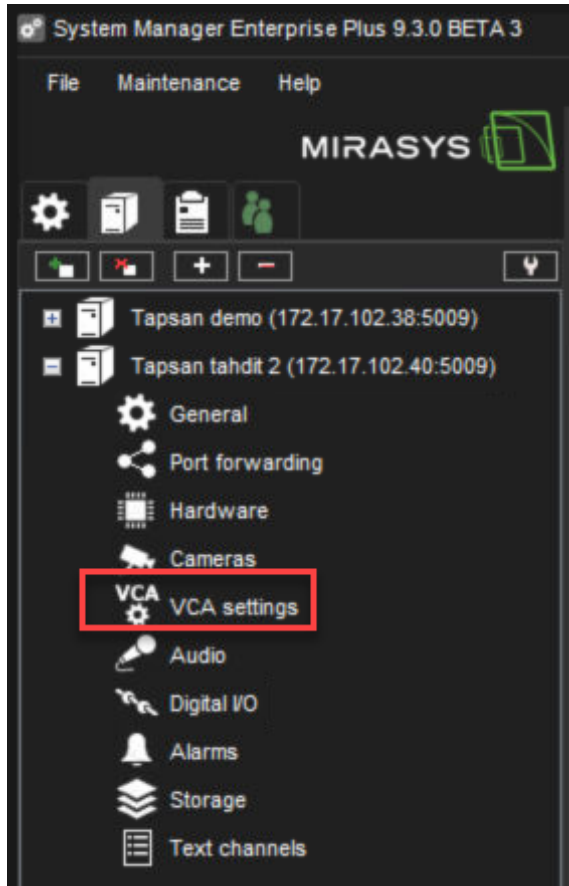 System Manager Enterprise Plus 9.3.0 BETA 3
File Maintenance Help
MIRASYS
Tapsan demo (172.17.102.38:5009)
Tapsan tahdit 2 (172.17.102.40:5009)
General
Port forwarding
Hardware
Cameras
VCA VCA settings
Audio
Digital I/O
Alarms
Storage
Text channels